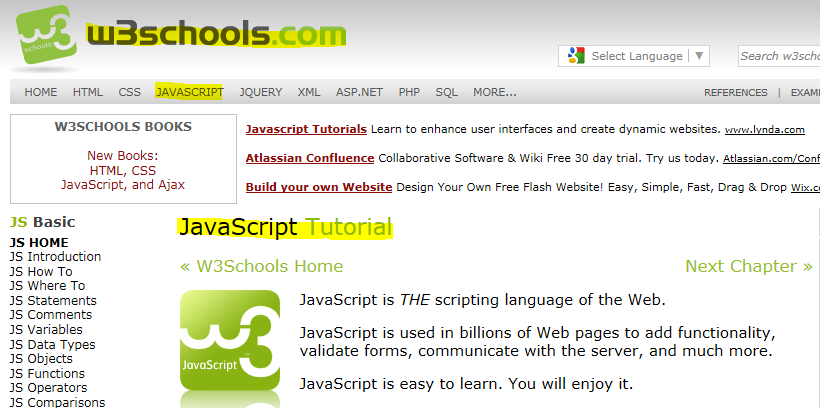 JS
schools
w3schools.com
Select Language
Search w3scho
HOME HTML CSS JAVASCRIPT JQUERY XML ASP.NET PHP SQL MORE...
REFERENCES | EXAM
W3SCHOOLS BOOKS
New Books:
HTML, CSS
JavaScript, and Ajax
Javascript Tutorials Learn to enhance user interfaces and create dynamic websites. www.lynda.com
Atlassian Confluence Collaborative Software & Wiki Free 30 day trial. Try us today. Atlassian.com/Conf
Build your own Website Design Your Own Free Flash Website! Easy, Simple, Fast, Drag & Drop Wix.co
JS Basic
JS HOME
JS Introduction
JS How To
JS Where To
JS Statements
JS Comments
JS Variables
JS Data Types
JS Objects
JS Functions
JS Operators
JS Comparisons
JavaScript Tutorial
« W3Schools Home
Next Chapter »
w3
JavaScript™
JavaScript is THE scripting language of the Web.
JavaScript is used in billions of Web pages to add functionality,
validate forms, communicate with the server, and much more.
JavaScript is easy to learn. You will enjoy it.